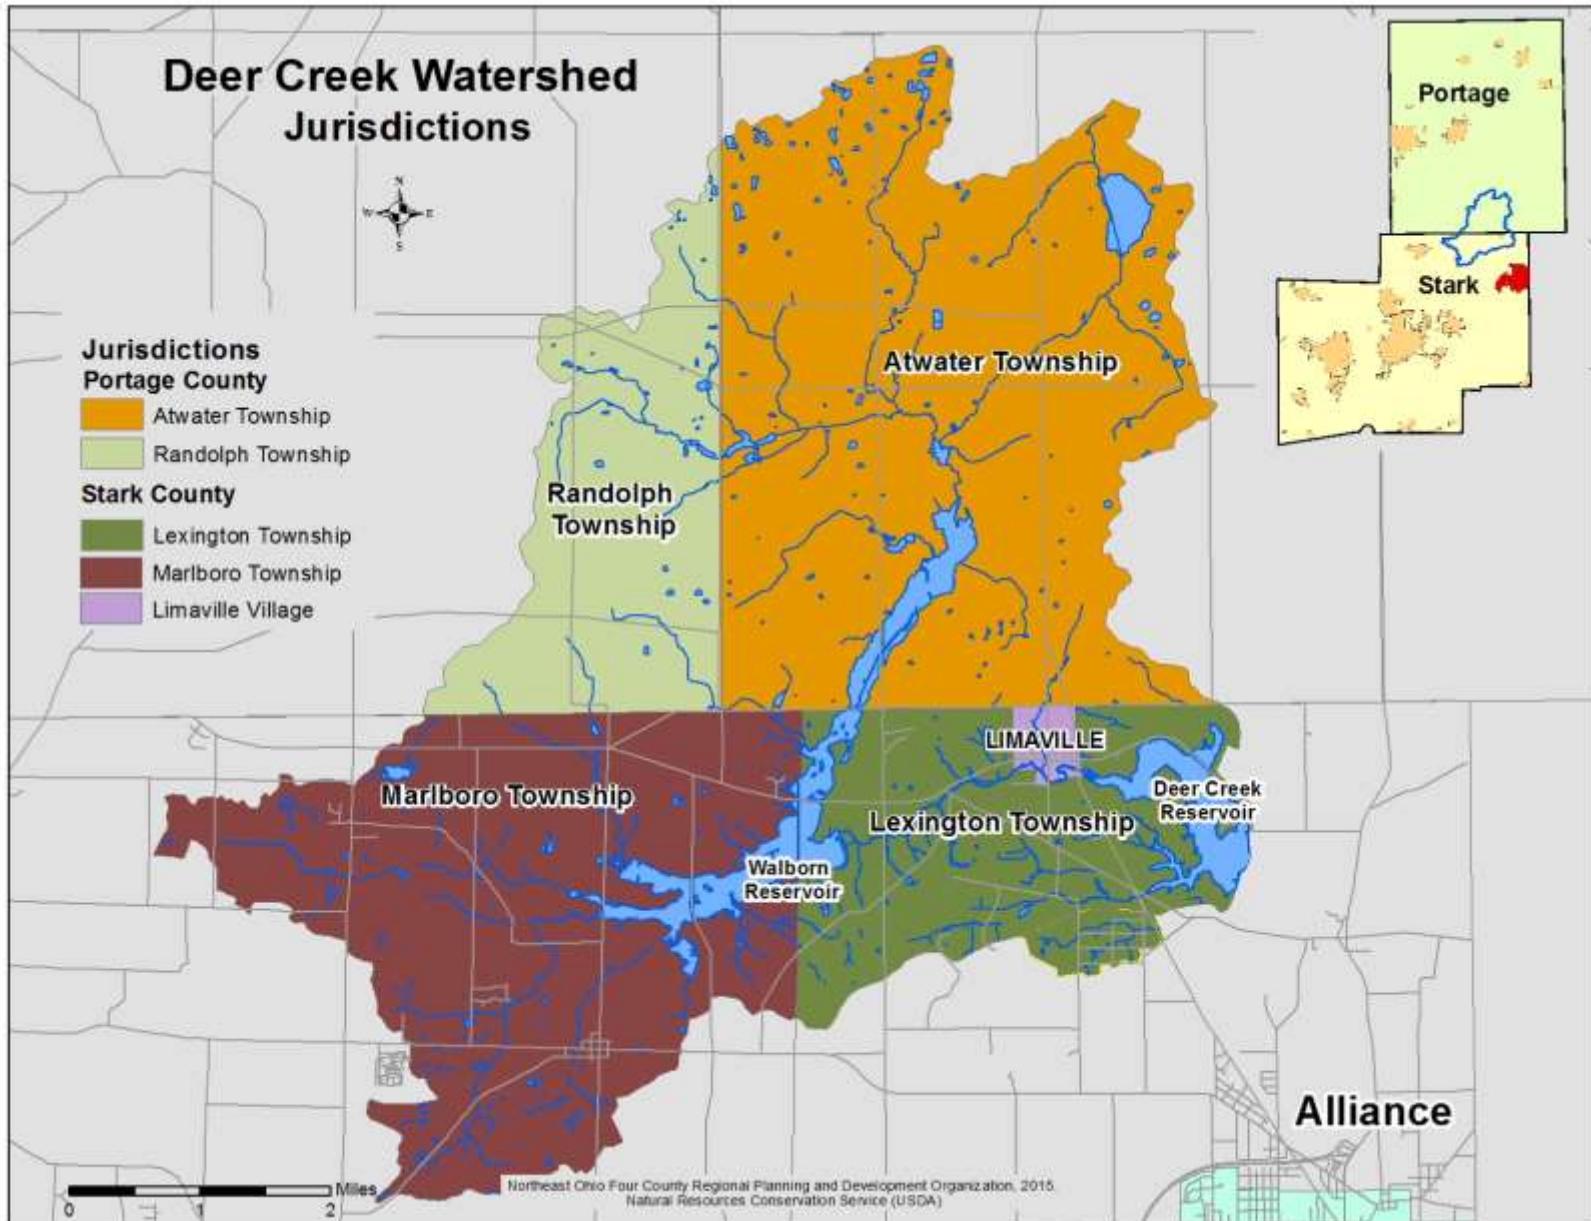 Deer Creek Watershed
Jurisdictions
N
W
E
S
Portage
Stark
Jurisdictions
Portage County
Atwater Township
Randolph Township
Stark County
Lexington Township
Marlboro Township
Limaville Village
Atwater Township
Randolph
Township
LIMAVILLE
Marlboro Township
Deer Creek
Reservoir
Lexington Township
Walborn
Reservoir
Alliance
Miles
0
1
2
Northeast Ohio Four County Regional Planning and Development Organization, 2015.
Natural Resources Conservation Service (USDA)